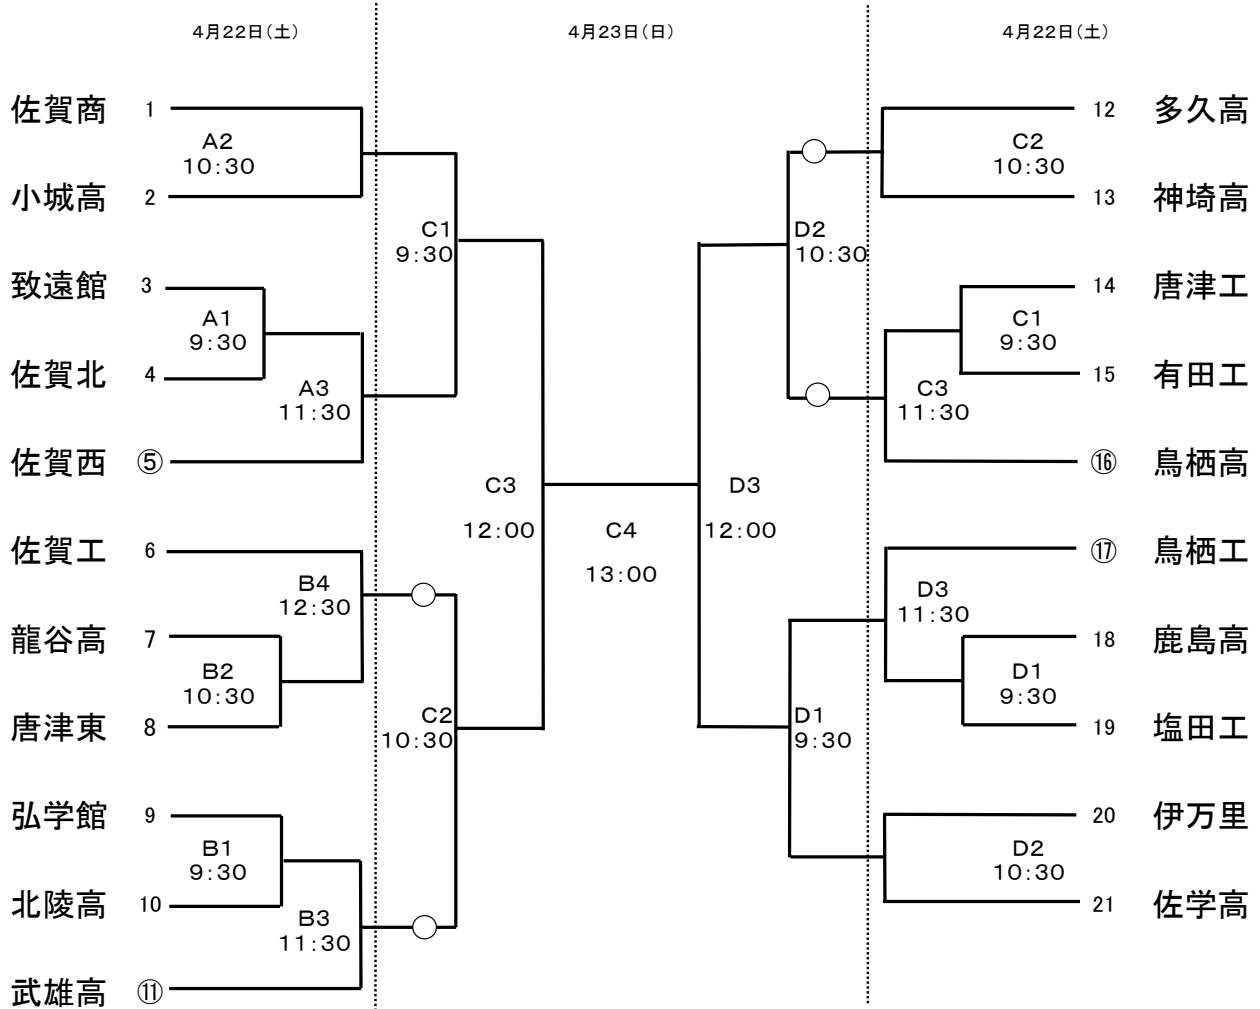 4月22日(土)
4月23日(日)
4月22日(土)
佐賀商 1
A2
10:30
小城高 2
致遠館 3
A1
9:30
佐賀北 4
A3
11:30
佐賀西 ⑤
C1
9:30
佐賀工 6
B4
12:30
龍谷高 7
B2
10:30
唐津東 8
C2
10:30
弘学館 9
B1
9:30
北陵高 10
B3
11:30
武雄高 ⑪
C3
12:00
C4
13:00
D3
12:00
12 多久高
C2
10:30
13 神埼高
D2
10:30
14 唐津工
C1
9:30
15 有田工
C3
11:30
⑯ 鳥栖高
⑰ 鳥栖工
D3
11:30
18 鹿島高
D1
9:30
19 塩田工
D1
9:30
20 伊万里
D2
10:30
21 佐学高